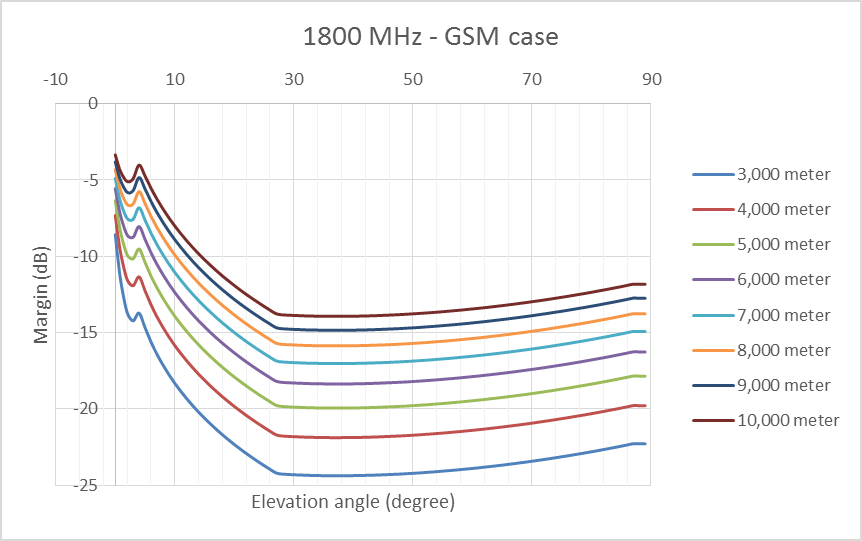 1800 MHz - GSM case
-10 10 30 50 70 90
0
-5
-10
-15
-20
-25
Margin (dB)
Elevation angle (degree)
3,000 meter
4,000 meter
5,000 meter
6,000 meter
7,000 meter
8,000 meter
9,000 meter
10,000 meter